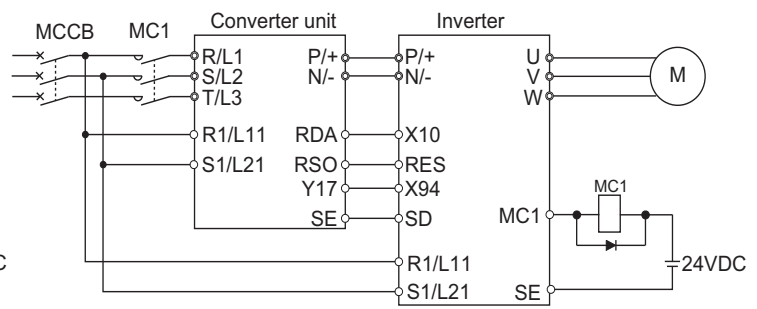 MCCB MC1 Converter unit Inverter
R/L1 P/+ P/+ U
S/L2 N/- N/- V M
T/L3 W
R1/L11 RDA X10
S1/L21 RSO RES
Y17 X94 MC1
SE SD MC1
C R1/L11 24VDC
S1/L21 SE